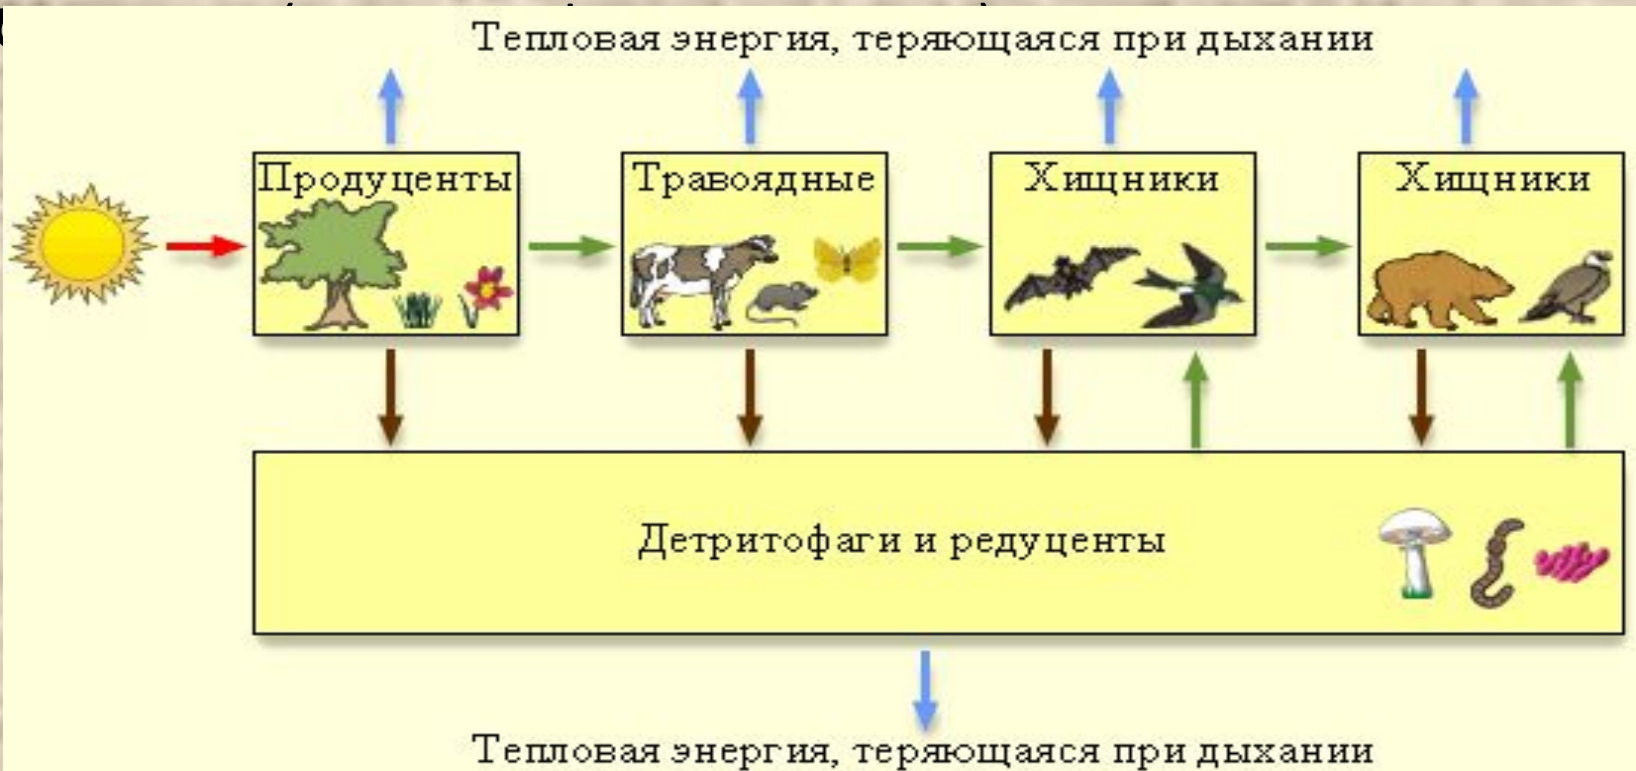 Тепловая энергия, теряющаяся при дыхании
Продуценты
Травоядные
Хищники
Хищники
Детритофаги и редуценты
Тепловая энергия, теряющаяся при дыхании